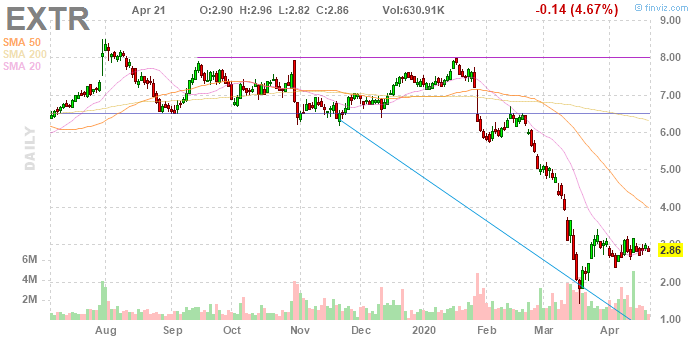 EXTR Apr 21 O:2.90 H:2.96 L:2.82 C:2.86 Vol:630.91K -0.14 (4.67%) © finviz.com
SMA 50
SMA 200
SMA 20
DAILY
9.00
8.00
7.00
6.00
5.00
4.00
3.00
2.86
2.00
1.00
6M
4M
2M
Aug Sep Oct Nov Dec 2020 Feb Mar Apr